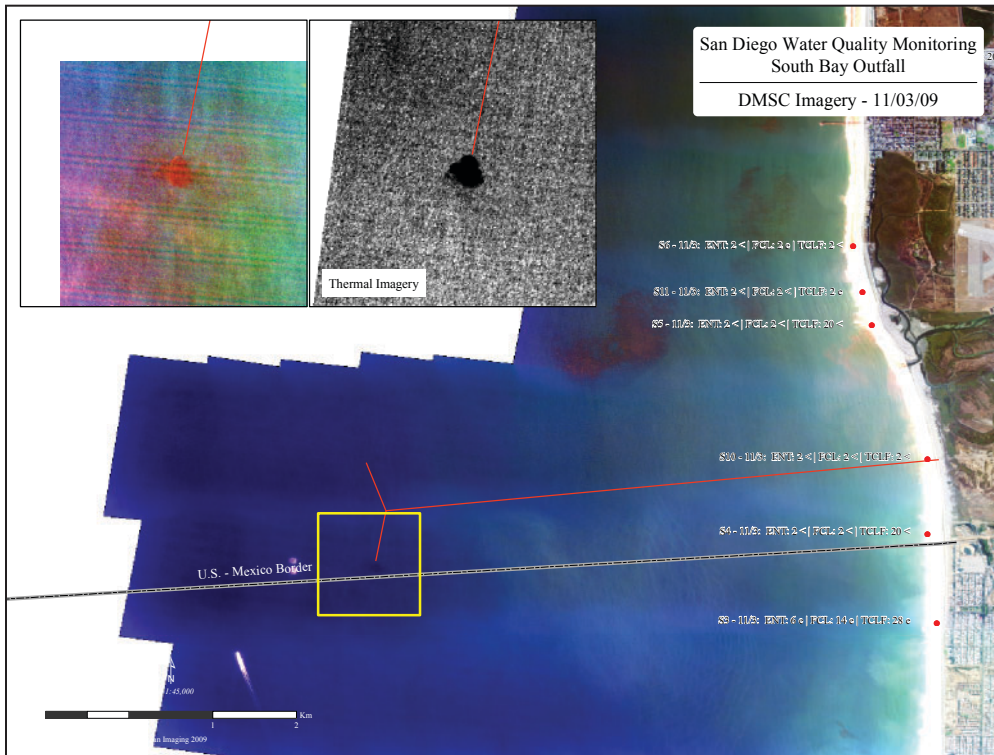 San Diego Water Quality Monitoring
South Bay Outfall
DMSC Imagery - 11/03/09
Thermal Imagery
S6 - 11/3: ENT: 2 < | FCL: 2 e | TCLF: 2 <
S11 - 11/3: ENT: 2 < | FCL: 2 < | TCLF: 2 e
S5 - 11/3: ENT: 2 < | FCL: 2 < | TCLF: 20 <
S10 - 11/3: ENT: 2 < | FCL: 2 < | TCLF: 2 <
S4 - 11/3: ENT: 2 < | FCL: 2 < | TCLF: 20 <
U.S. - Mexico Border
S3 - 11/3: ENT: 6 e | FCL: 14 e | TCLF: 28 e
N
1:45,000
Km
1 2
Imaging 2009